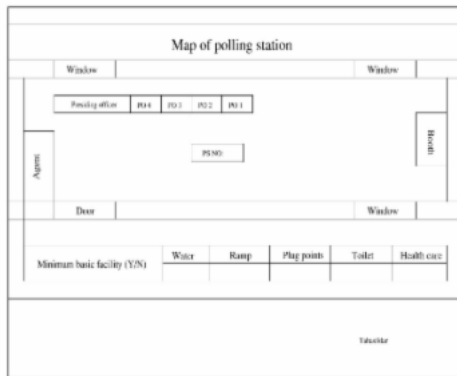 Map of polling station
Window Window
Presiding officer PO 4 PO 3 PO 2 PO 1
Booth
PS NO
Agent
Door Window
Minimum basic facility (Y/N) Water Ramp Plug points Toilet Health care
Tahasildar